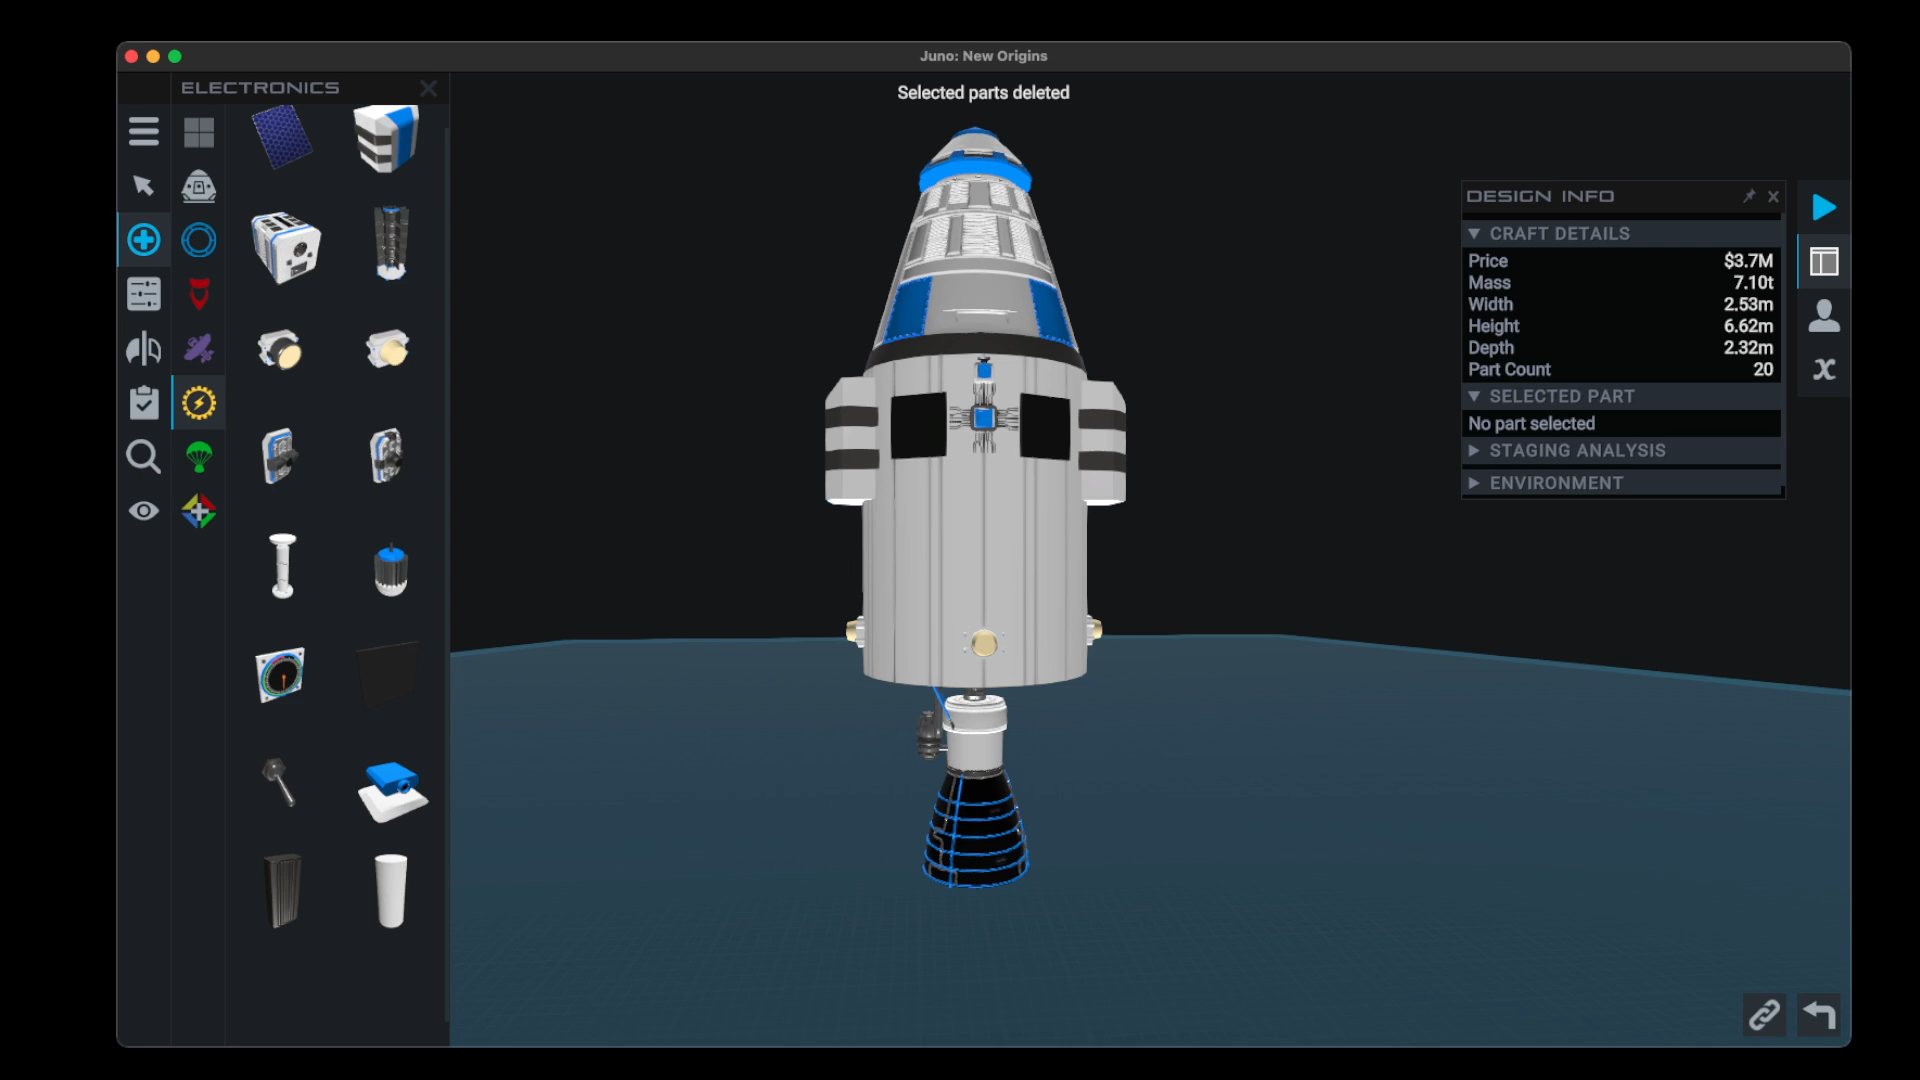 Juno: New Origins
ELECTRONICS
Selected parts deleted
DESIGN INFO
CRAFT DETAILS
Price $3.7M
Mass 7.10t
Width 2.53m
Height 6.62m
Depth 2.32m
Part Count 20
SELECTED PART
No part selected
STAGING ANALYSIS
ENVIRONMENT